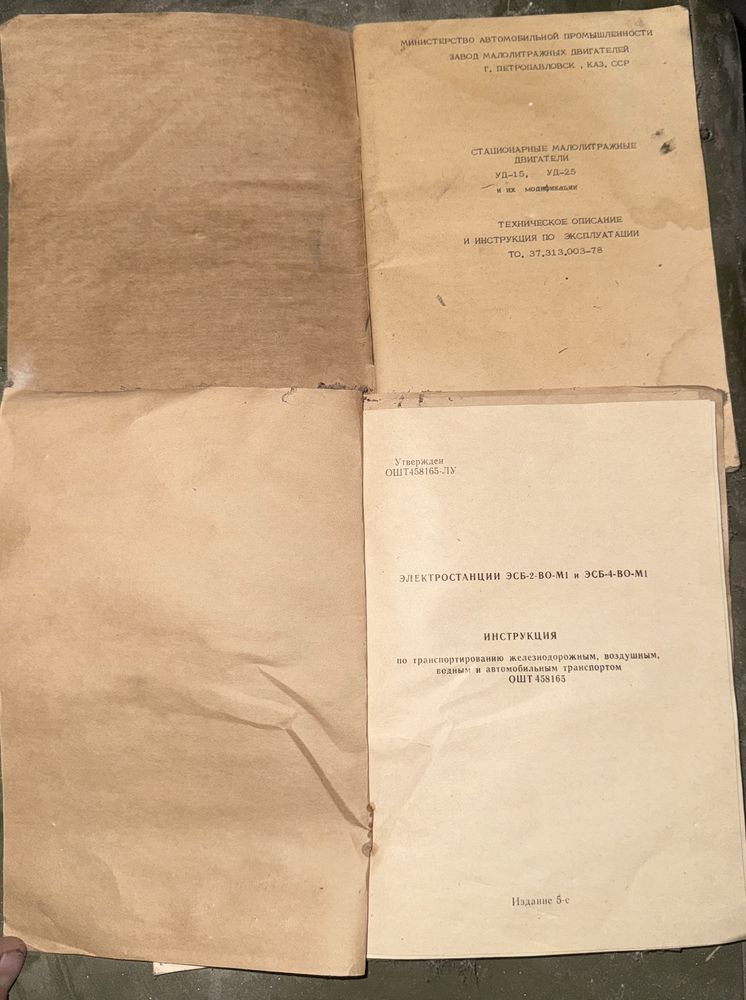 МИНИСТЕРСТВО АВТОМОБИЛЬНОЙ ПРОМЫШЛЕННОСТИ
ЗАВОД МАЛОЛИТРАЖНЫХ ДВИГАТЕЛЕЙ
Г. ПЕТРОПАВЛОВСК , КАЗ. ССР
СТАЦИОНАРНЫЕ МАЛОЛИТРАЖНЫЕ
ДВИГАТЕЛИ
УД-15, УД-25
и их модификации
ТЕХНИЧЕСКОЕ ОПИСАНИЕ
И ИНСТРУКЦИЯ ПО ЭКСПЛУАТАЦИИ
ТО. 37.313.003-78
Утвержден
ОШТ458165-ЛУ
ЭЛЕКТРОСТАНЦИИ ЭСБ-2-ВО-М1 и ЭСБ-4-ВО-М1
ИНСТРУКЦИЯ
по транспортированию железнодорожным, воздушным,
водным и автомобильным транспортом
ОШТ 458165
Издание 5-е